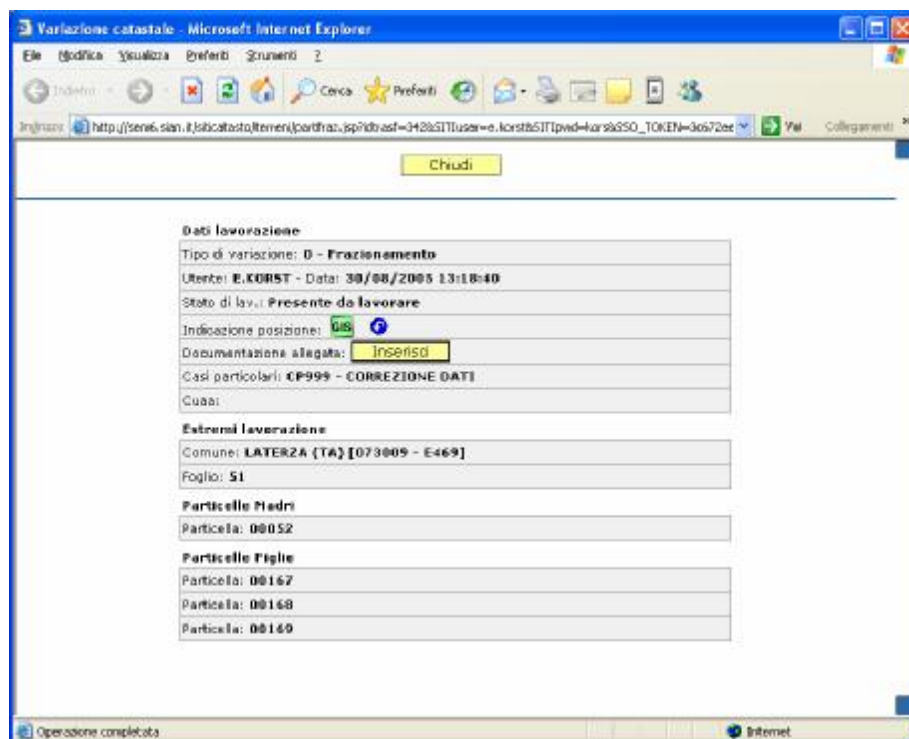 Variazione catastale - Microsoft Internet Explorer
File Modifica Visualizza Preferiti Strumenti ?
Indietro Cerca Preferiti
Indirizzo Vai Collegamenti »
Chiudi
Dati lavorazione
Tipo di variazione: 0 - Frazionamento
Utente: E.KORST - Data: 30/08/2005 13:18:40
Stato di lav.: Presente da lavorare
Indicazione posizione: GIS
Documentazione allegata: Inserisci
Casi particolari: CP999 - CORREZIONE DATI
Cuaa:
Estremi lavorazione
Comune: LATERZA (TA) [073009 - E469]
Foglio: 51
Particelle Madri
Particella: 00052
Particelle Figlie
Particella: 00167
Particella: 00168
Particella: 00169
Operazione completata Internet